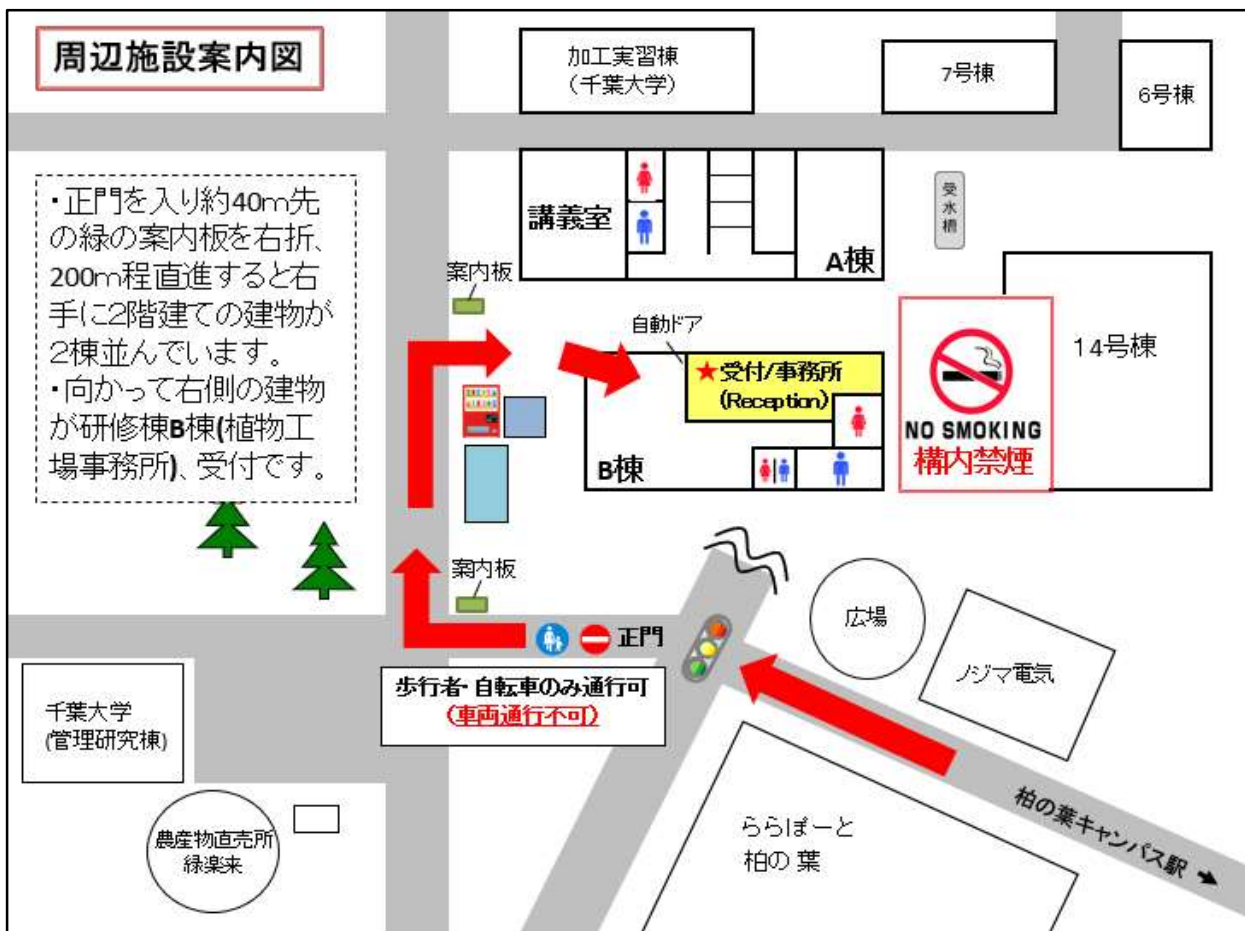 周辺施設案内図
加工実習棟
(千葉大学)
7号棟
6号棟
・正門を入り約40m先
の緑の案内板を右折、
200m程直進すると右
手に2階建ての建物が
2棟並んでいます。
・向かって右側の建物
が研修棟B棟(植物工
場事務所)、受付です。
講義室
A棟
受水槽
案内板
自動ドア
★受付/事務所
(Reception)
B棟
NO SMOKING
構内禁煙
14号棟
案内板
正門
歩行者・自転車のみ通行可
(車両通行不可)
広場
ノジマ電気
千葉大学
(管理研究棟)
農産物直売所
緑楽来
ららぽーと
柏の葉
柏の葉キャンパス駅